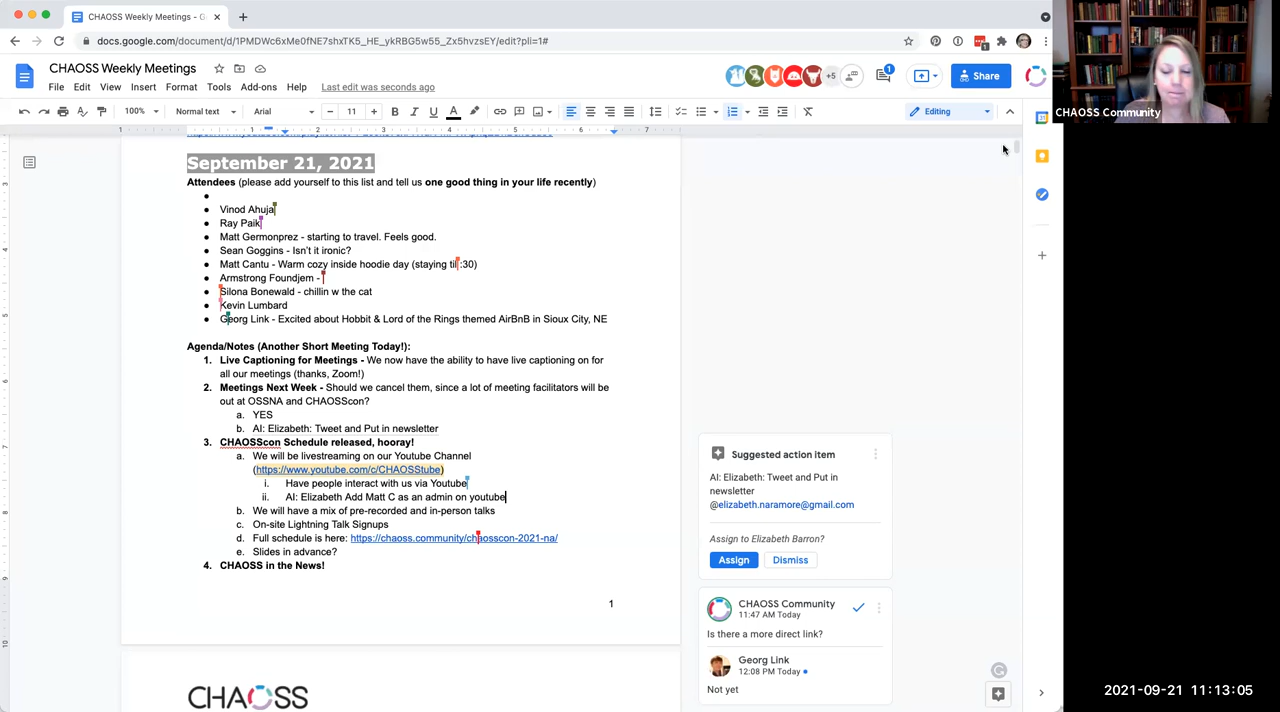 CHAOSS Weekly Meetings - G
docs.google.com/document/d/1PMDWc6xMe0fNE7shxTK5_HE_ykRBG5w55_Zx5hvzsEY/edit?pli=1#
1
CHAOSS Weekly Meetings
File Edit View Insert Format Tools Add-ons Help Last edit was seconds ago
+5
1
Share
CHAOSS Community
100% Normal text Arial 11 B I U A Editing
1 1 2 3 4 5 6 7
September 21, 2021
Attendees (please add yourself to this list and tell us one good thing in your life recently)
Vinod Ahuja
Ray Paik
Matt Germonprez - starting to travel. Feels good.
Sean Goggins - Isn't it ironic?
Matt Cantu - Warm cozy inside hoodie day (staying til :30)
Armstrong Foundjem -
Silona Bonewald - chillin w the cat
Kevin Lumbard
Georg Link - Excited about Hobbit & Lord of the Rings themed AirBnB in Sioux City, NE
Agenda/Notes (Another Short Meeting Today!):
1. Live Captioning for Meetings - We now have the ability to have live captioning on for
all our meetings (thanks, Zoom!)
2. Meetings Next Week - Should we cancel them, since a lot of meeting facilitators will be
out at OSSNA and CHAOSScon?
a. YES
b. AI: Elizabeth: Tweet and Put in newsletter
3. CHAOSScon Schedule released, hooray!
a. We will be livestreaming on our Youtube Channel
(https://www.youtube.com/c/CHAOSStube)
i. Have people interact with us via Youtube
ii. AI: Elizabeth Add Matt C as an admin on youtube
b. We will have a mix of pre-recorded and in-person talks
c. On-site Lightning Talk Signups
d. Full schedule is here: https://chaoss.community/chaosscon-2021-na/
e. Slides in advance?
4. CHAOSS in the News!
1
CHAOSS
Suggested action item
AI: Elizabeth: Tweet and Put in
newsletter
@elizabeth.naramore@gmail.com
Assign to Elizabeth Barron?
Assign Dismiss
CHAOSS Community
11:47 AM Today
Is there a more direct link?
Georg Link
12:08 PM Today
Not yet
2021-09-21 11:13:05